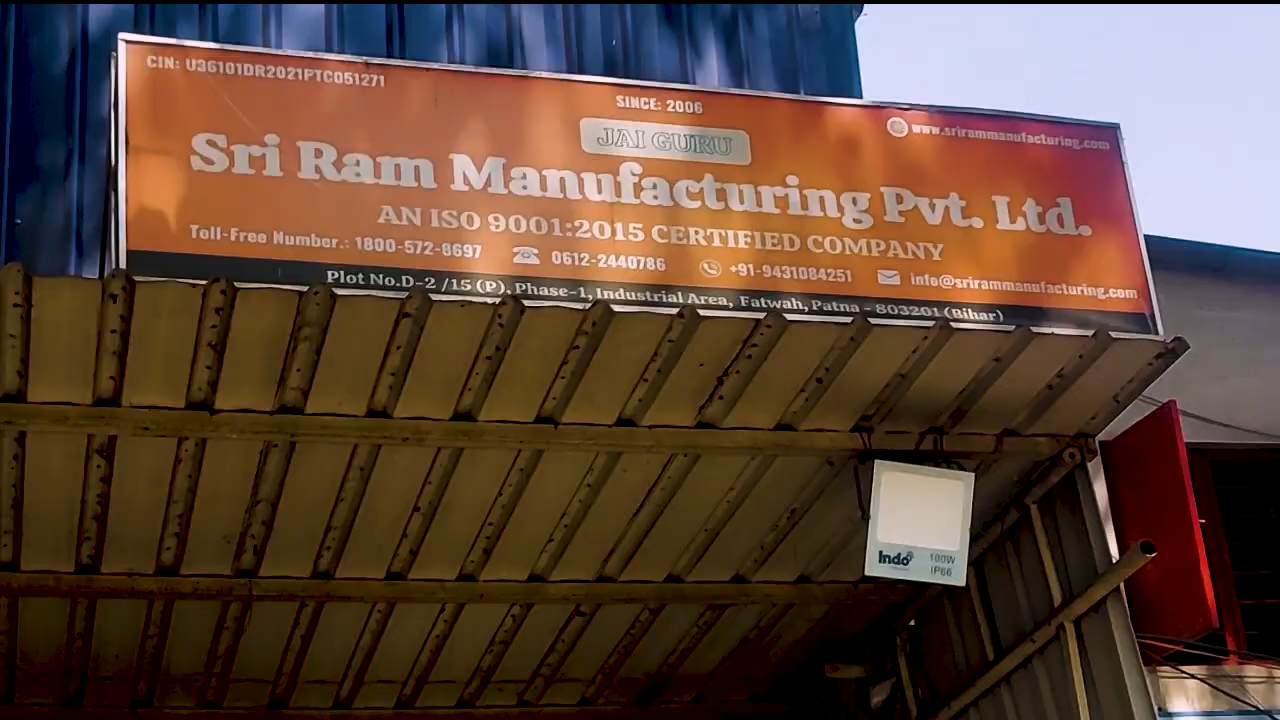 CIN: U36101DR2021PTC051271
SINCE: 2006
www.srirammanufacturing.com
JAI GURU
Sri Ram Manufacturing Pvt. Ltd.
AN ISO 9001:2015 CERTIFIED COMPANY
Toll-Free Number.: 1800-572-8697 0612-2440786 +91-9431084251 info@srirammanufacturing.com
Plot No.D-2 /15 (P), Phase-1, Industrial Area, Fatwah, Patna - 803201 (Bihar)
Indo 100W
IP66